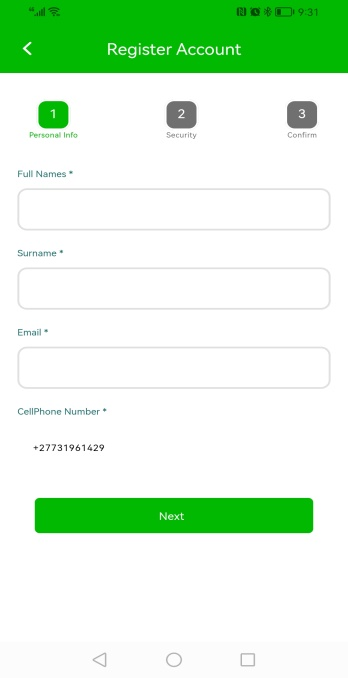 9:31
Register Account
1 2 3
Personal Info Security Confirm
Full Names *
Surname *
Email *
CellPhone Number *
+27731961429
Next